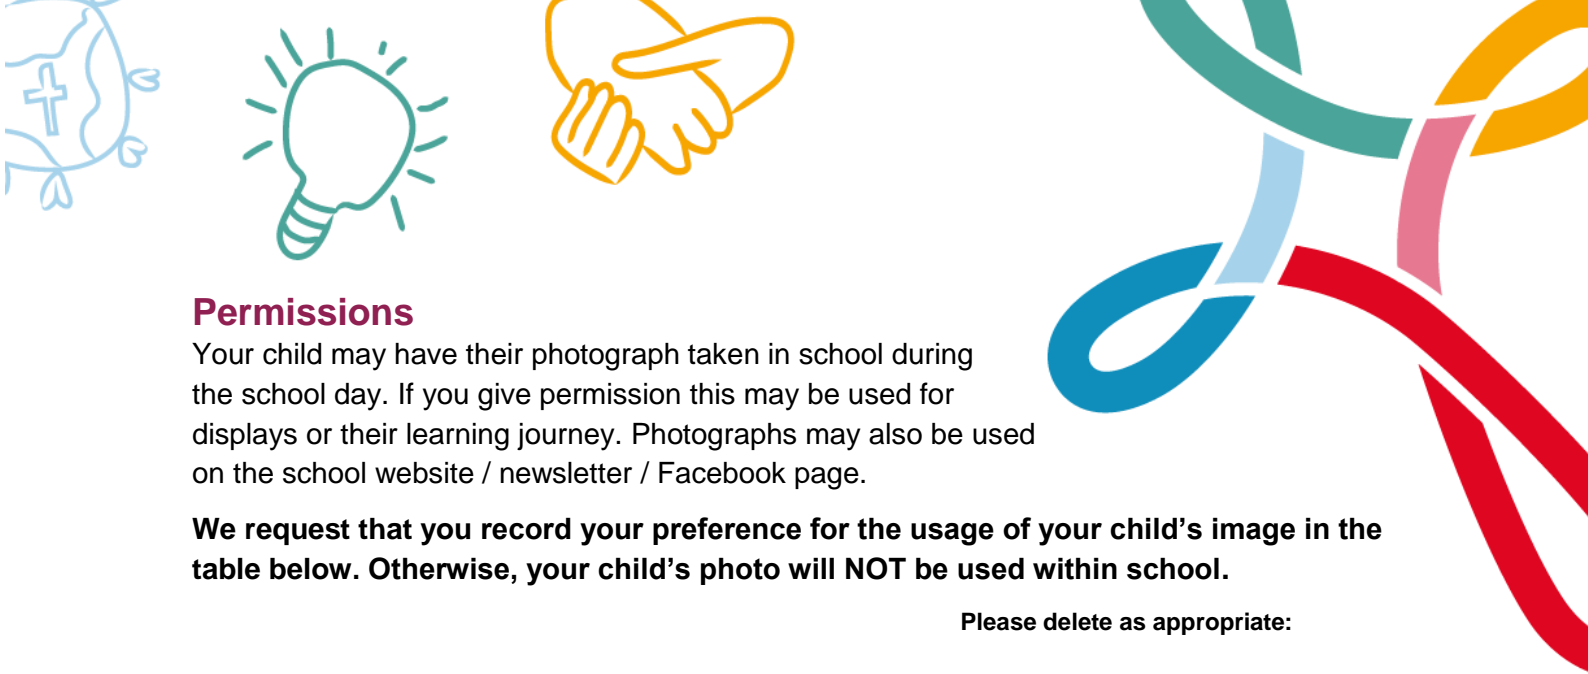 Permissions
Your child may have their photograph taken in school during
the school day. If you give permission this may be used for
displays or their learning journey. Photographs may also be used
on the school website / newsletter / Facebook page.
We request that you record your preference for the usage of your child’s image in the
table below. Otherwise, your child’s photo will NOT be used within school.
Please delete as appropriate: